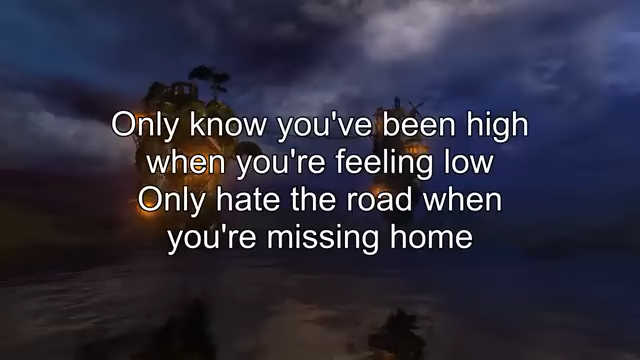 Only know you've been high
when you're feeling low
Only hate the road when
you're missing home